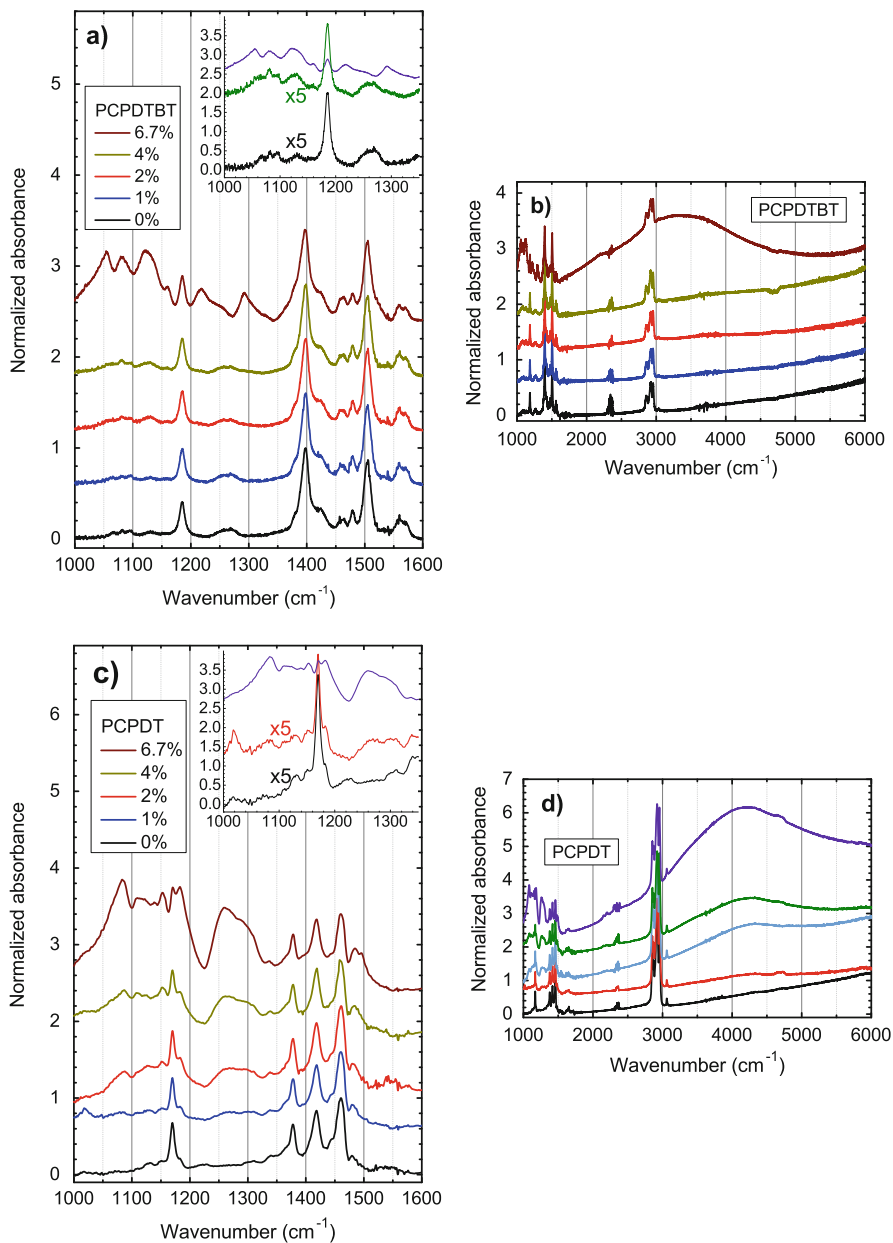 a)
PCPDTBT
6.7%
4%
2%
1%
0%
3.5
3.0
2.5
2.0
1.5
1.0
0.5
0.0
x5
x5
1000 1100 1200 1300
5
4
3
2
1
0
Normalized absorbance
1000 1100 1200 1300 1400 1500 1600
Wavenumber (cm-1)
b)
PCPDTBT
4
3
2
1
0
Normalized absorbance
1000 2000 3000 4000 5000 6000
Wavenumber (cm-1)
c)
PCPDT
6.7%
4%
2%
1%
0%
3.5
3.0
2.5
2.0
1.5
1.0
0.5
0.0
x5
x5
1000 1100 1200 1300
6
5
4
3
2
1
0
Normalized absorbance
1000 1100 1200 1300 1400 1500 1600
Wavenumber (cm-1)
d)
PCPDT
7
6
5
4
3
2
1
0
Normalized absorbance
1000 2000 3000 4000 5000 6000
Wavenumber (cm-1)